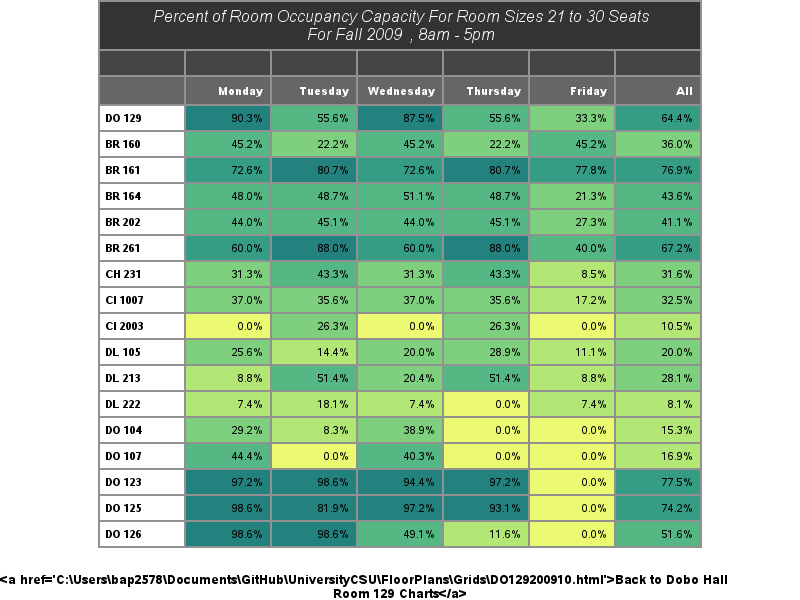 Percent of Room Occupancy Capacity For Room Sizes 21 to 30 Seats
For Fall 2009 , 8am - 5pm
Monday Tuesday Wednesday Thursday Friday All
DO 129 90.3% 55.6% 87.5% 55.6% 33.3% 64.4%
BR 160 45.2% 22.2% 45.2% 22.2% 45.2% 36.0%
BR 161 72.6% 80.7% 72.6% 80.7% 77.8% 76.9%
BR 164 48.0% 48.7% 51.1% 48.7% 21.3% 43.6%
BR 202 44.0% 45.1% 44.0% 45.1% 27.3% 41.1%
BR 261 60.0% 88.0% 60.0% 88.0% 40.0% 67.2%
CH 231 31.3% 43.3% 31.3% 43.3% 8.5% 31.6%
CI 1007 37.0% 35.6% 37.0% 35.6% 17.2% 32.5%
CI 2003 0.0% 26.3% 0.0% 26.3% 0.0% 10.5%
DL 105 25.6% 14.4% 20.0% 28.9% 11.1% 20.0%
DL 213 8.8% 51.4% 20.4% 51.4% 8.8% 28.1%
DL 222 7.4% 18.1% 7.4% 0.0% 7.4% 8.1%
DO 104 29.2% 8.3% 38.9% 0.0% 0.0% 15.3%
DO 107 44.4% 0.0% 40.3% 0.0% 0.0% 16.9%
DO 123 97.2% 98.6% 94.4% 97.2% 0.0% 77.5%
DO 125 98.6% 81.9% 97.2% 93.1% 0.0% 74.2%
DO 126 98.6% 98.6% 49.1% 11.6% 0.0% 51.6%
<a href='C:\Users\bap2578\Documents\GitHub\UniversityCSU\FloorPlans\Grids\DO129200910.html'>Back to Dobo Hall
Room 129 Charts</a>